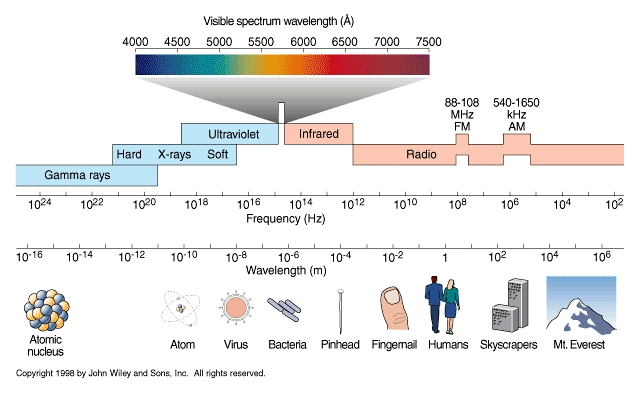 Visible spectrum wavelength (Å)
4000 4500 5000 5750 6000 7000 7500
88-108 540-1650
MHz kHz
FM AM
Ultraviolet Infrared
Hard X-rays Soft Radio
Gamma rays
10^24 10^22 10^20 10^18 10^16 10^14 10^12 10^10 10^8 10^6 10^4 10^2
Frequency (Hz)
10^-16 10^-14 10^-12 10^-10 10^-8 10^-6 10^-4 10^-2 1 10^2 10^4 10^6
Wavelength (m)
Atomic
nucleus
Atom Virus Bacteria Pinhead Fingernail Humans Skyscrapers Mt. Everest
Copyright 1998 by John Wiley and Sons, Inc. All rights reserved.